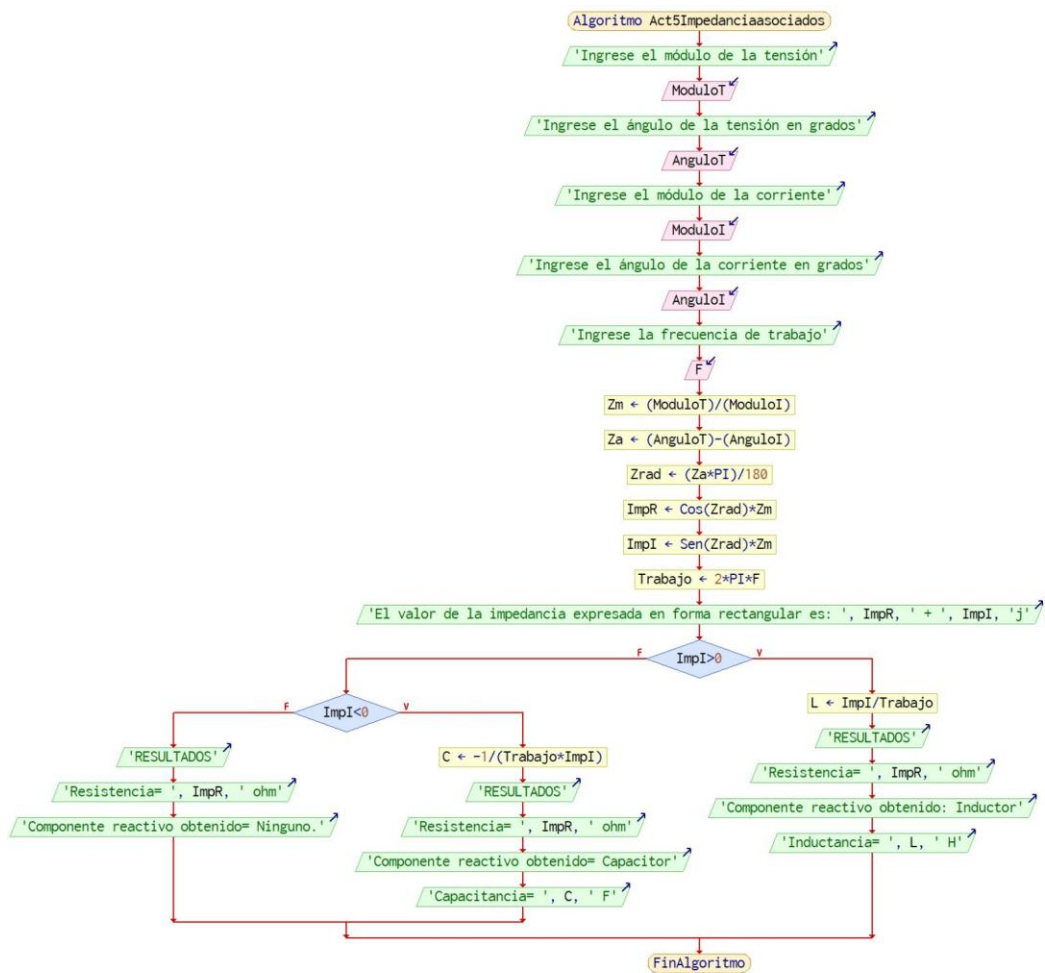 Algoritmo Act5Impedanciaasociados
'Ingrese el módulo de la tensión'
ModuloT
'Ingrese el ángulo de la tensión en grados'
AnguloT
'Ingrese el módulo de la corriente'
ModuloI
'Ingrese el ángulo de la corriente en grados'
AnguloI
'Ingrese la frecuencia de trabajo'
F
Zm ← (ModuloT)/(ModuloI)
Za ← (AnguloT)-(AnguloI)
Zrad ← (Za*PI)/180
ImpR ← Cos(Zrad)*Zm
ImpI ← Sen(Zrad)*Zm
Trabajo ← 2*PI*F
'El valor de la impedancia expresada en forma rectangular es: ', ImpR, ' + ', ImpI, 'j'
F
ImpI>0
V
F
ImpI<0
V
'RESULTADOS'
'Resistencia= ', ImpR, ' ohm'
'Componente reactivo obtenido= Ninguno.'
C ← -1/(Trabajo*ImpI)
'RESULTADOS'
'Resistencia= ', ImpR, ' ohm'
'Componente reactivo obtenido= Capacitor'
'Capacitancia= ', C, ' F'
L ← ImpI/Trabajo
'RESULTADOS'
'Resistencia= ', ImpR, ' ohm'
'Componente reactivo obtenido: Inductor'
'Inductancia= ', L, ' H'
FinAlgoritmo